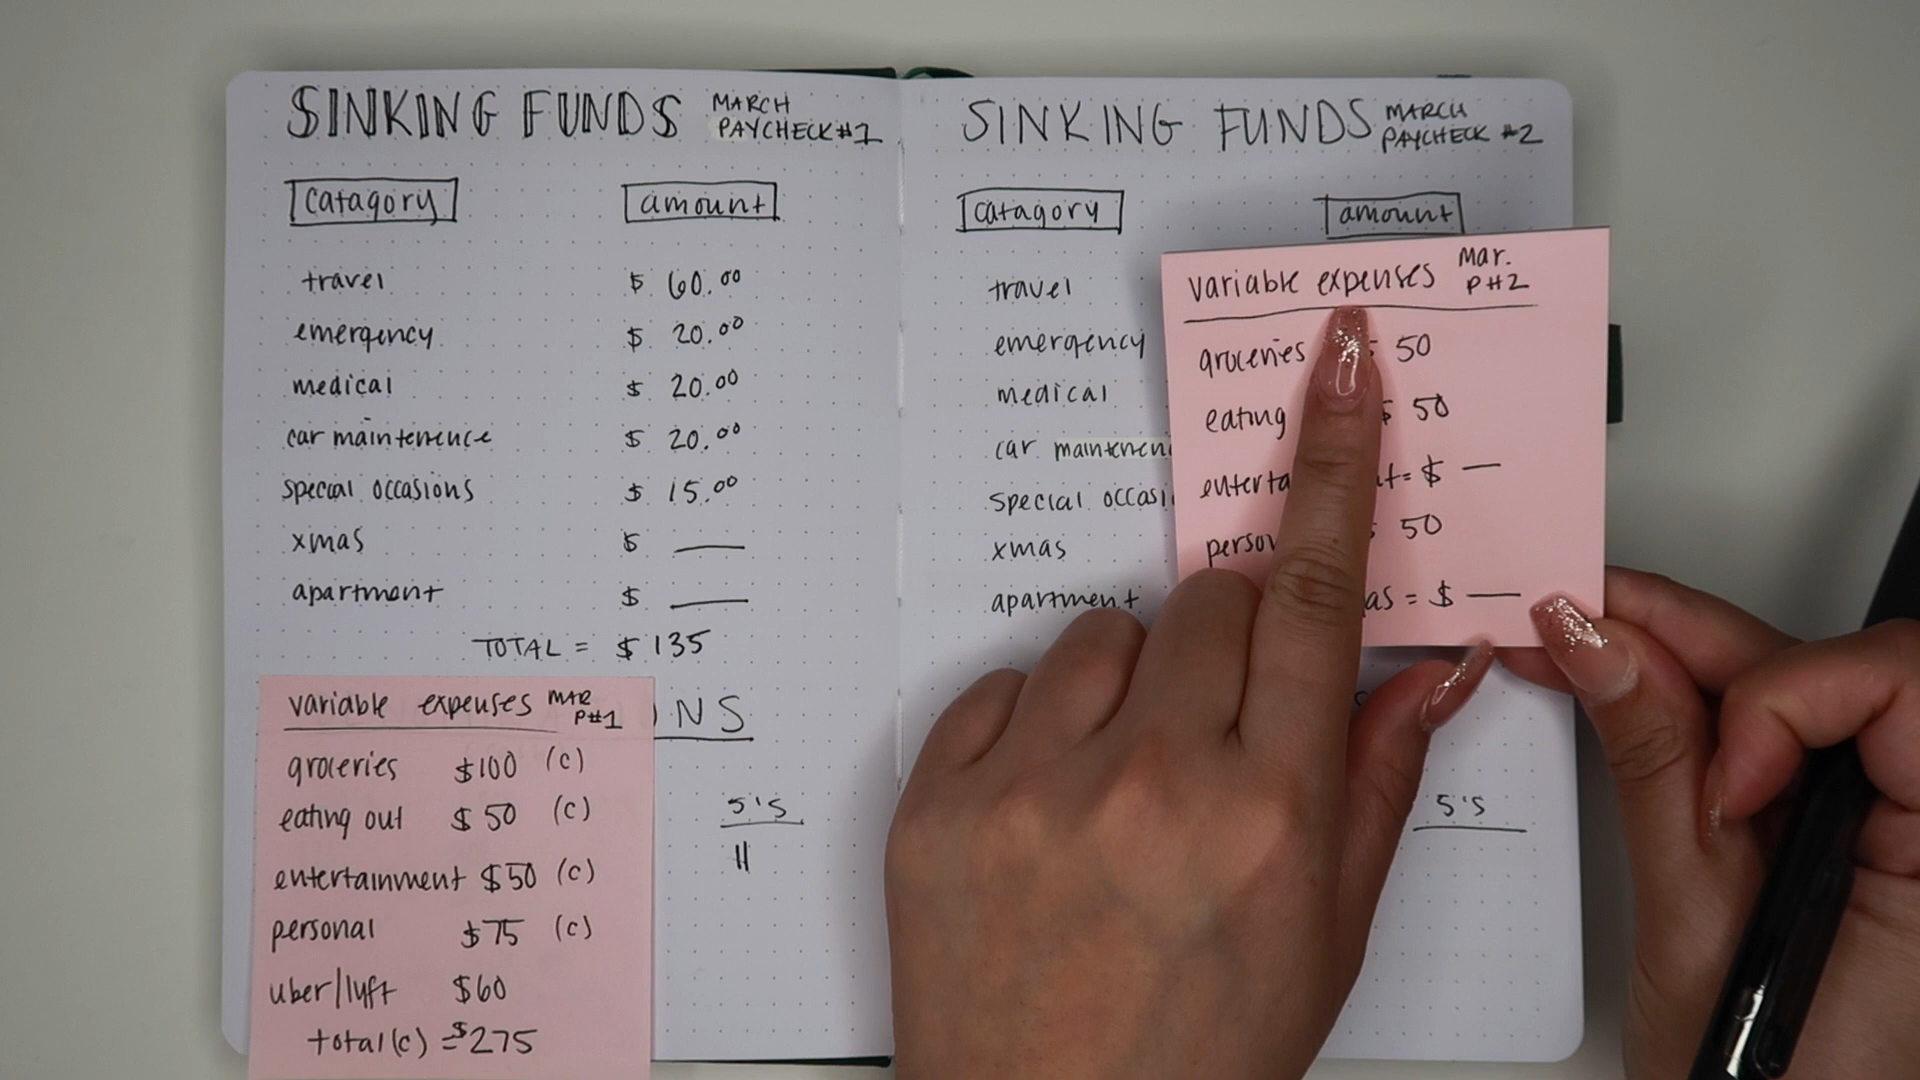 SINKING FUNDS MARCH
PAYCHECK #1
catagory amount
travel $ 60.00
emergency $ 20.00
medical $ 20.00
car maintenence $ 20.00
special occasions $ 15.00
xmas $ —
apartment $ —
TOTAL = $ 135
NS
5's
||
variable expenses MAR
P#1
groceries $100 (c)
eating out $50 (c)
entertainment $50 (c)
personal $75 (c)
uber/lyft $60
total(c) = $275
SINKING FUNDS MARCH
PAYCHECK #2
catagory amount
travel
emergency
medical
car
xmas
apartment
5's
variable expenses Mar.
P#2
groceries 50
eating $ 50
= $ —
50
= $ —